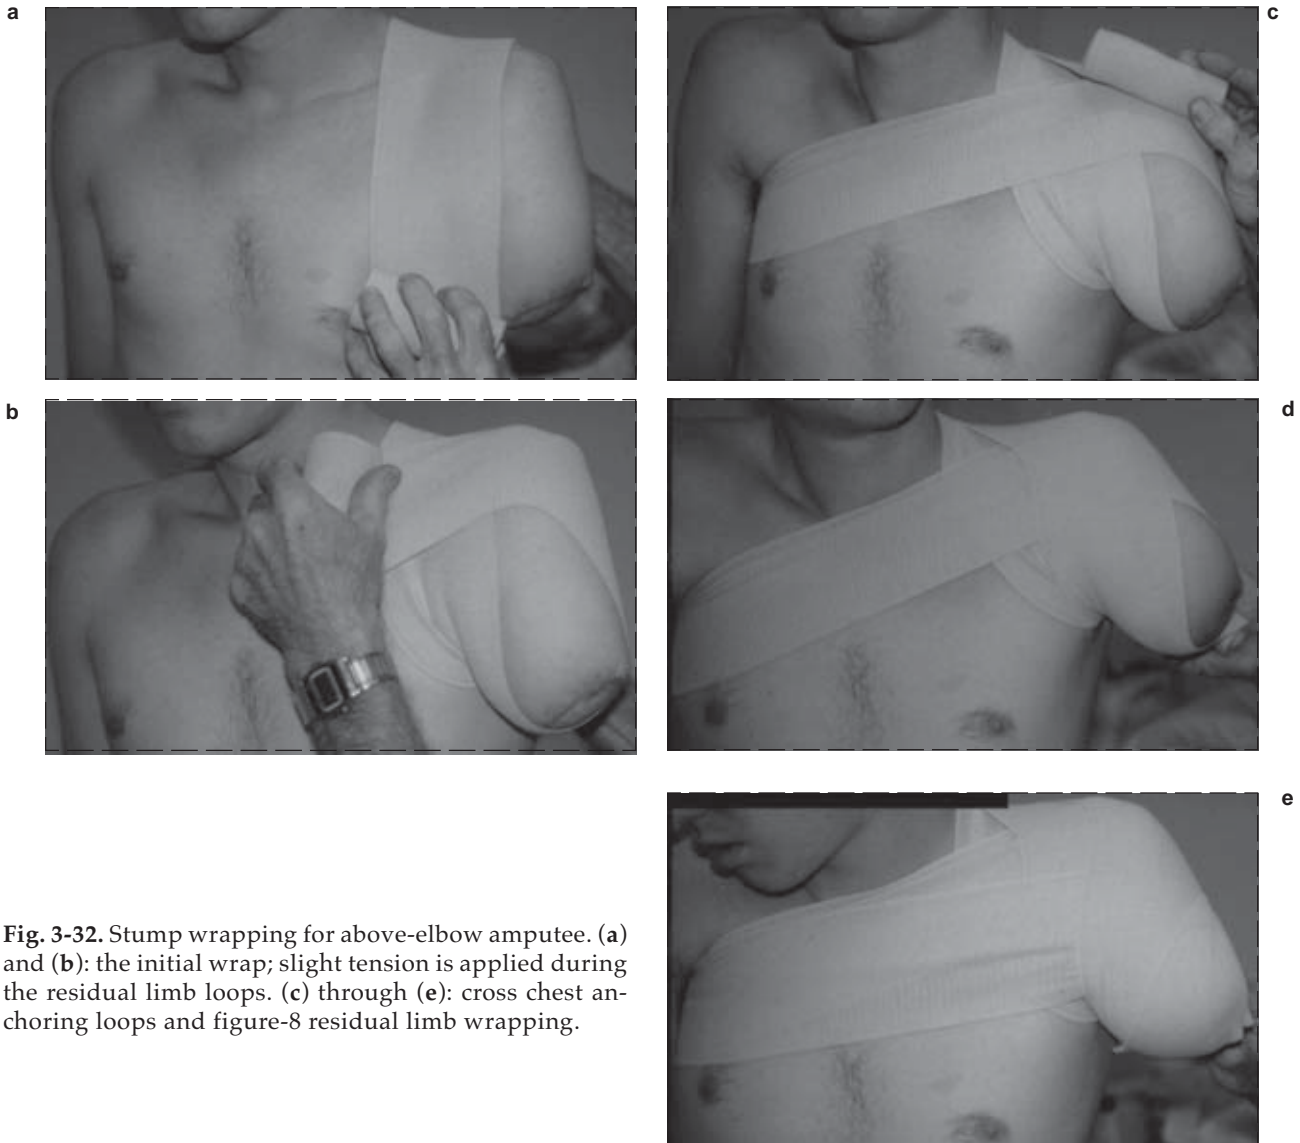 a
c
b
d
e
Fig. 3-32. Stump wrapping for above-elbow amputee. (a)
and (b): the initial wrap; slight tension is applied during
the residual limb loops. (c) through (e): cross chest an-
choring loops and figure-8 residual limb wrapping.